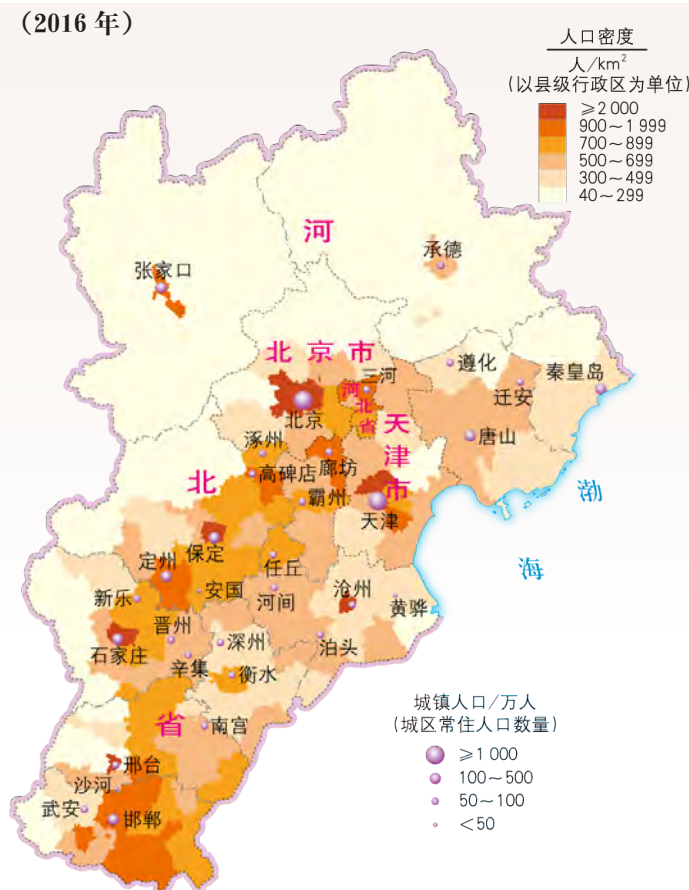 （2016 年）
人口密度
人/km²
（以县级行政区为单位）
≥2 000
900～1 999
700～899
500～699
300～499
40～299
河
承德
张家口
北京市
三河
遵化
秦皇岛
河北省
迁安
北京
天津市
涿州
唐山
高碑店
廊坊
北
霸州
渤海
天津
保定
定州
任丘
安国
新乐
河间
沧州
黄骅
晋州
石家庄
深州
泊头
辛集
衡水
省
南宫
城镇人口/万人
（城区常住人口数量）
≥1 000
100～500
50～100
＜50
邢台
沙河
武安
邯郸